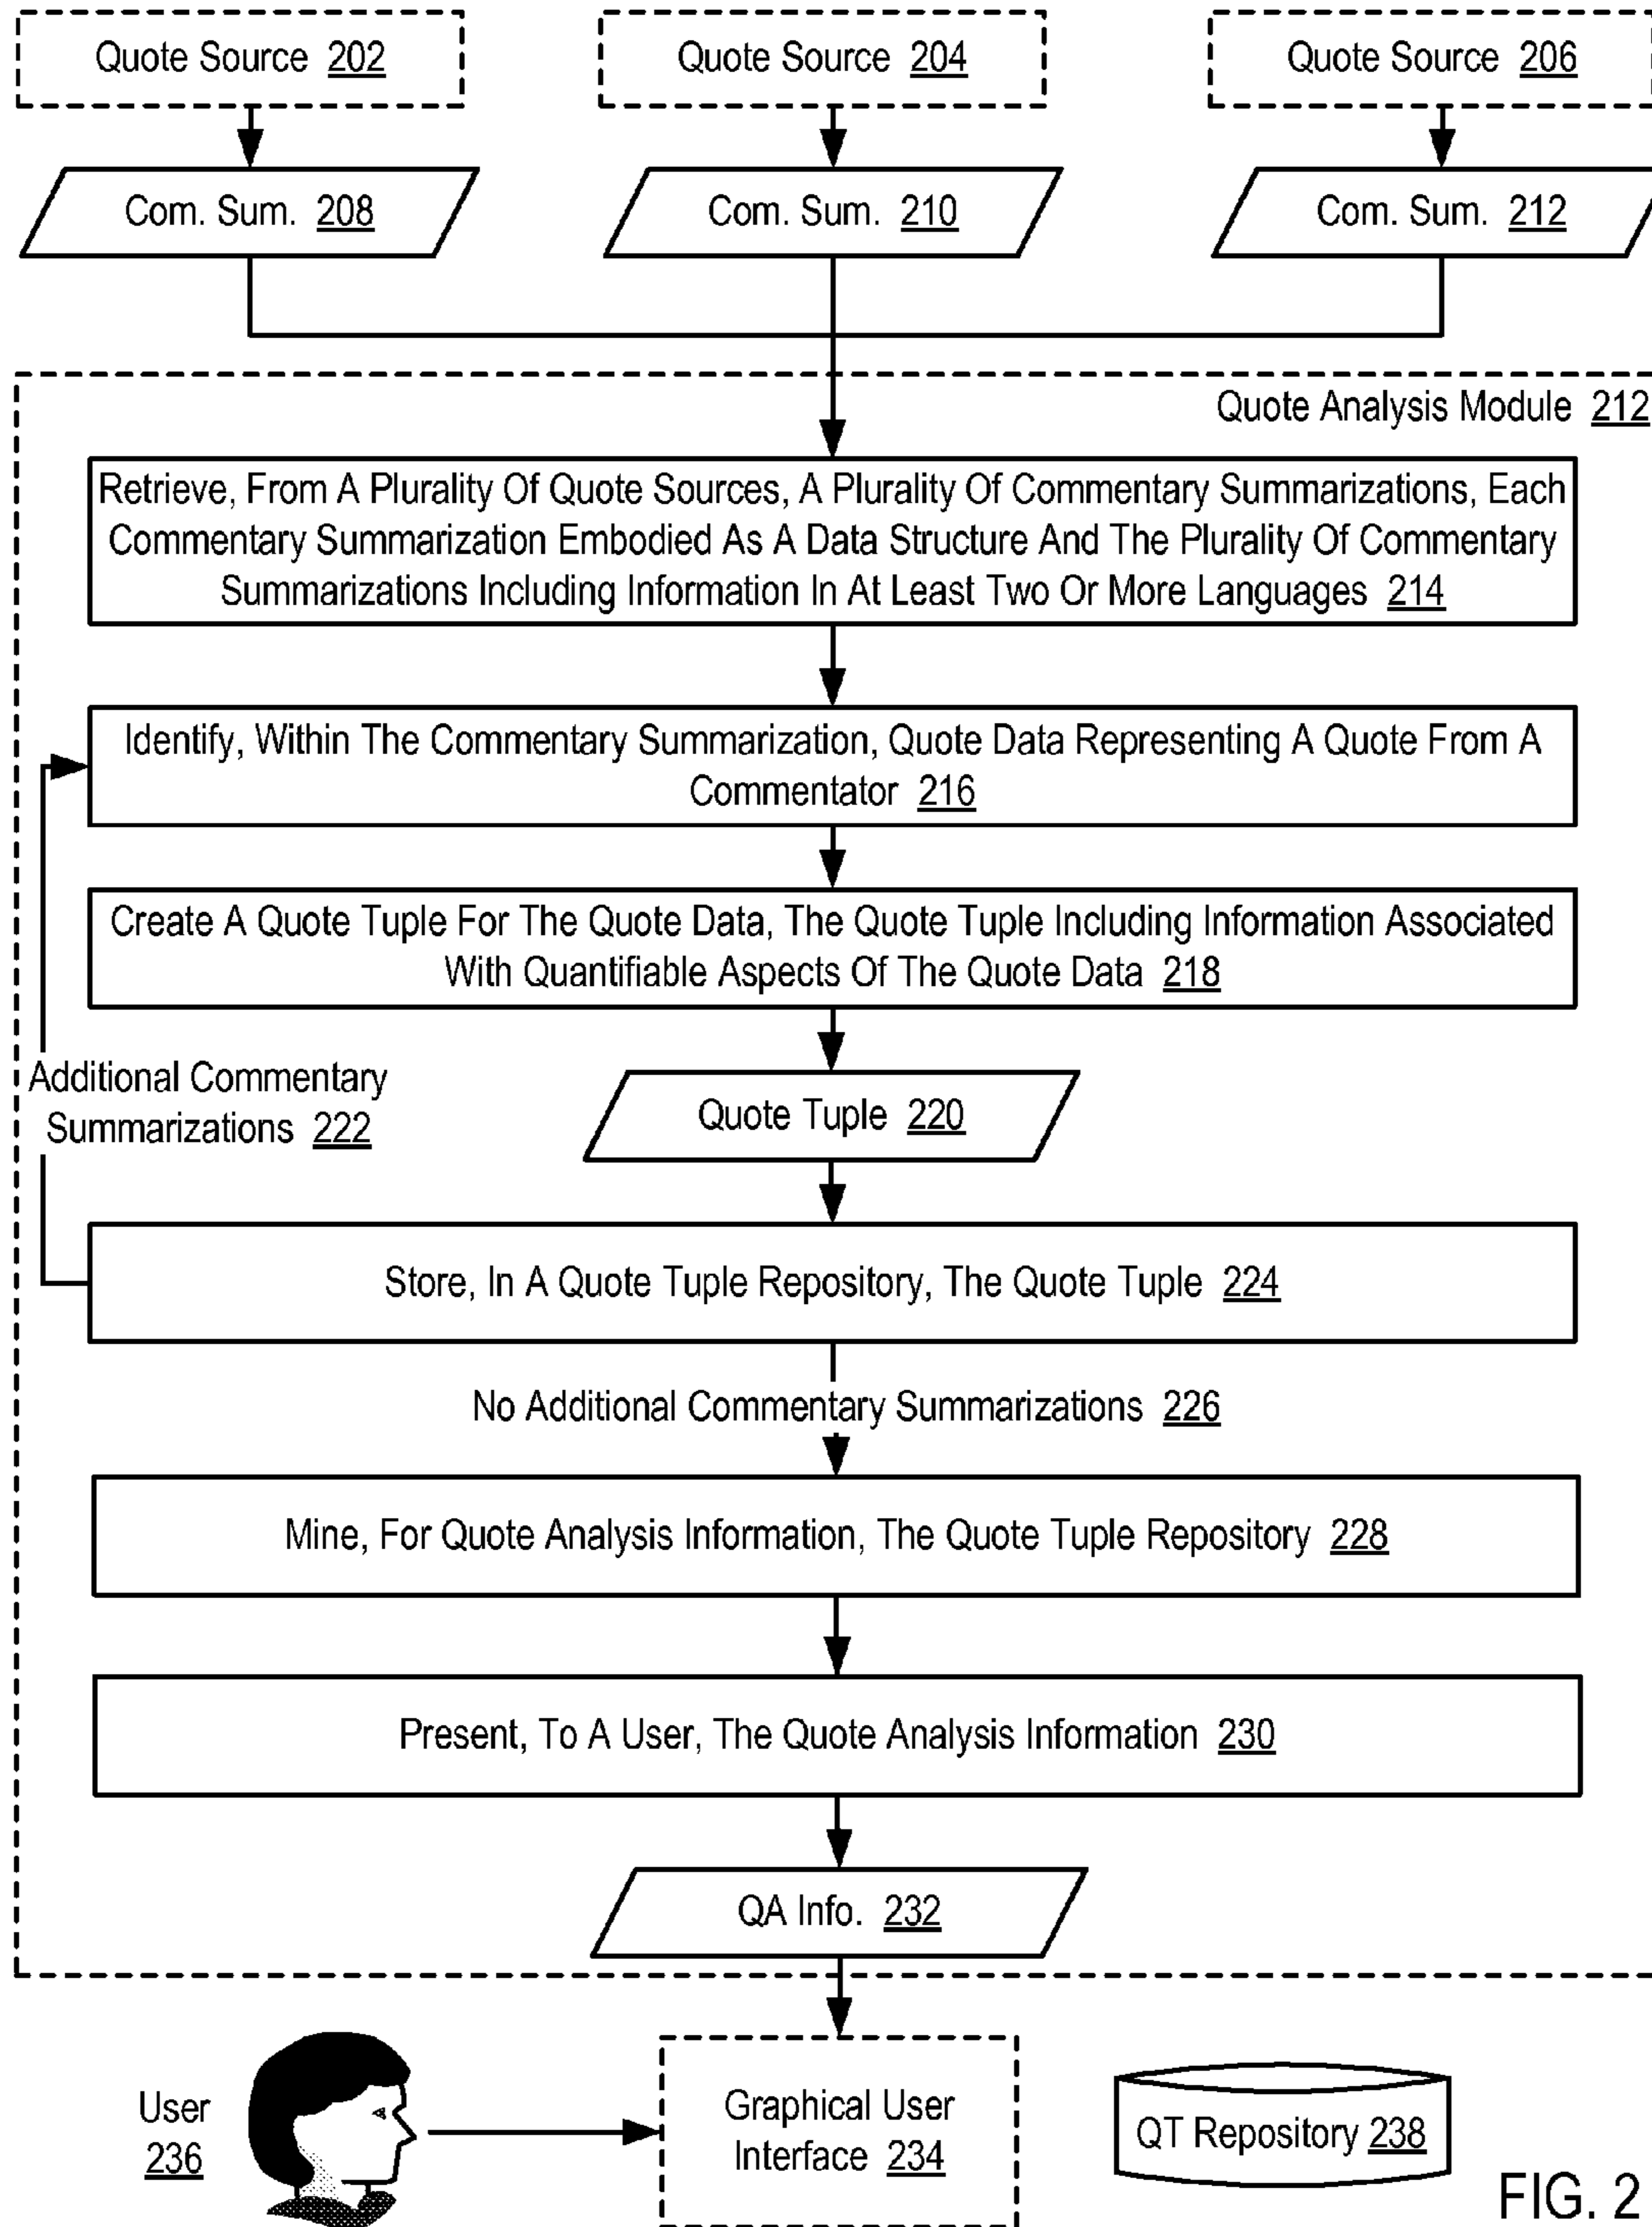 Quote Source 202
Quote Source 204
Quote Source 206
Com. Sum. 208
Com. Sum. 210
Com. Sum. 212
Quote Analysis Module 212
Retrieve, From A Plurality Of Quote Sources, A Plurality Of Commentary Summarizations, Each
Commentary Summarization Embodied As A Data Structure And The Plurality Of Commentary
Summarizations Including Information In At Least Two Or More Languages 214
Identify, Within The Commentary Summarization, Quote Data Representing A Quote From A
Commentator 216
Create A Quote Tuple For The Quote Data, The Quote Tuple Including Information Associated
With Quantifiable Aspects Of The Quote Data 218
Additional Commentary
Summarizations 222
Quote Tuple 220
Store, In A Quote Tuple Repository, The Quote Tuple 224
No Additional Commentary Summarizations 226
Mine, For Quote Analysis Information, The Quote Tuple Repository 228
Present, To A User, The Quote Analysis Information 230
QA Info. 232
User
236
Graphical User
Interface 234
QT Repository 238
FIG. 2